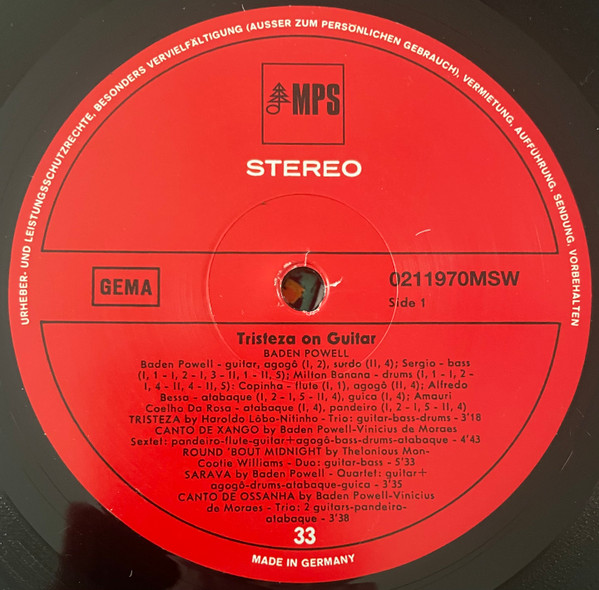 URHEBER- UND LEISTUNGSSCHUTZRECHTE, BESONDERS VERVIELFÄLTIGUNG (AUSSER ZUM PERSÖNLICHEN GEBRAUCH), VERMIETUNG, AUFFÜHRUNG, SENDUNG, VORBEHALTEN
MPS
STEREO
GEMA
0211970MSW
Side 1
Tristeza on Guitar
BADEN POWELL
Baden Powell - guitar, agogô (I, 2), surdo (II, 4); Sergio - bass
(I, 1 - I, 2 - I, 3 - II, 1 - II, 5); Milton Banana - drums (I, 1 - I, 2 -
I, 4 - II, 4 - II, 5): Copinha - flute (I, 1), agogô (II, 4); Alfredo
Bessa - atabaque (I, 2 - I, 5 - II, 4), guica (I, 4); Amauri
Coelho Da Rosa - atabaque (I, 4), pandeiro (I, 2 - I, 5 - II, 4)
TRISTEZA by Haroldo Lôbo-Nitinho - Trio: guitar-bass-drums - 3'18
CANTO DE XANGO by Baden Powell-Vinicius de Moraes
Sextet: pandeiro-flute-guitar+agogô-bass-drums-atabaque - 4'43
ROUND 'BOUT MIDNIGHT by Thelonious Mon-
Cootie Williams - Duo: guitar-bass - 5'33
SARAVA by Baden Powell - Quartet: guitar+
agogô-drums-atabaque-guica - 3'35
CANTO DE OSSANHA by Baden Powell-Vinicius
de Moraes - Trio: 2 guitars-pandeiro-
atabaque - 3'38
33
MADE IN GERMANY